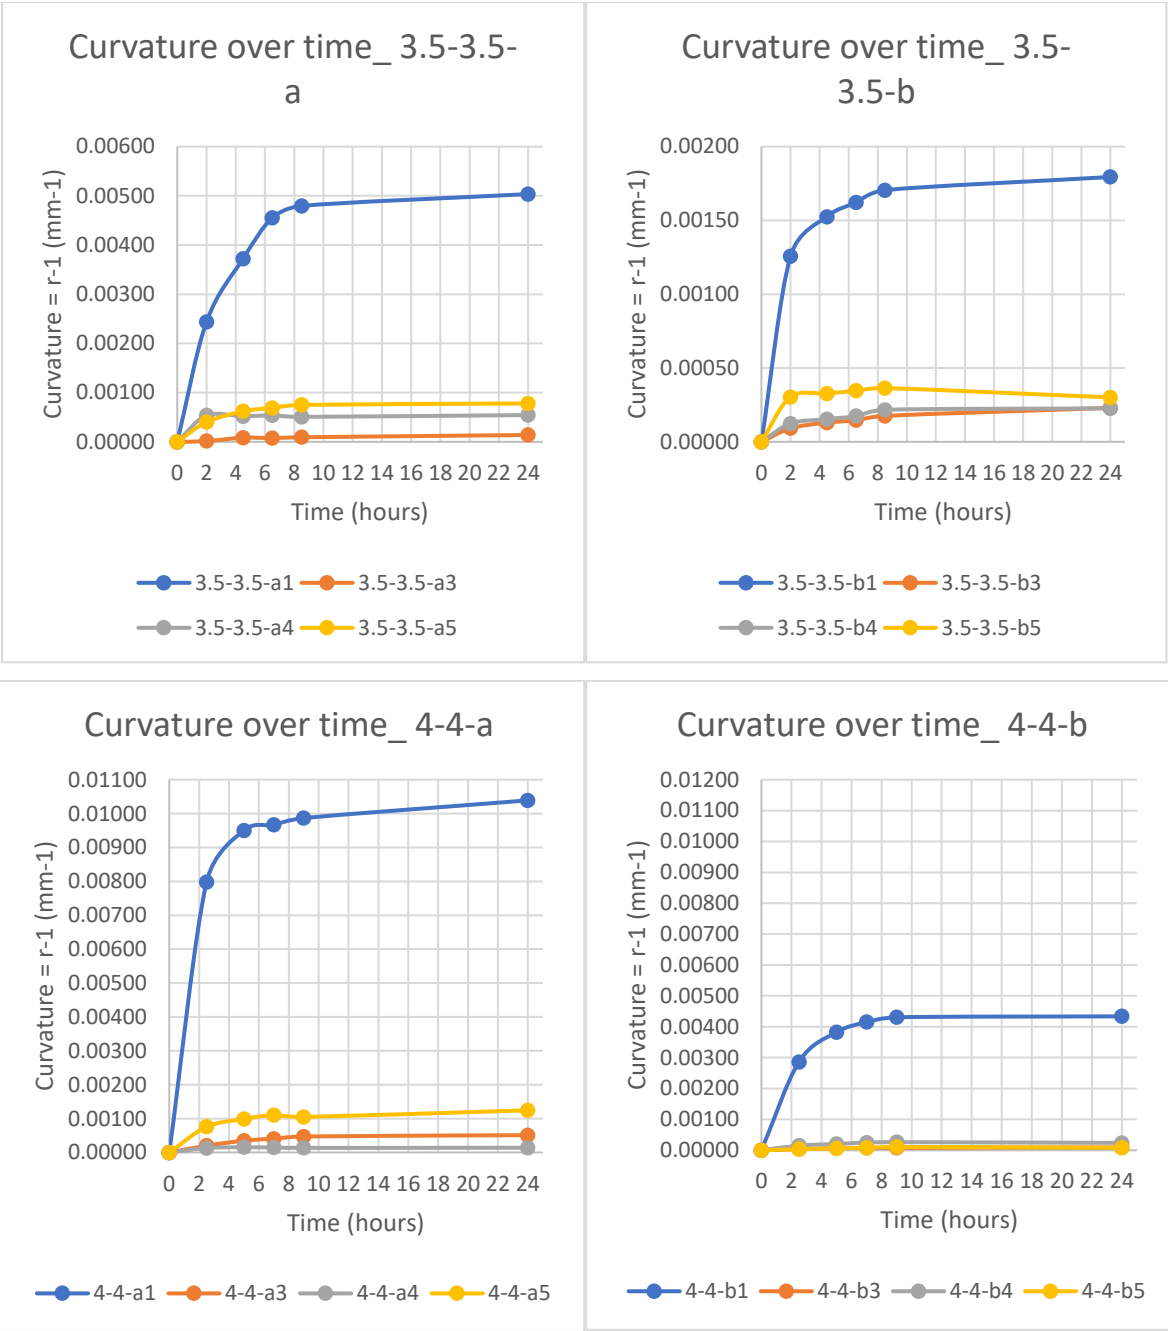 Curvature over time_ 3.5-3.5-
a
0.00600
0.00500
0.00400
0.00300
0.00200
0.00100
0.00000
Curvature = r-1 (mm-1)
0 2 4 6 8 10 12 14 16 18 20 22 24
Time (hours)
3.5-3.5-a1 3.5-3.5-a3
3.5-3.5-a4 3.5-3.5-a5
Curvature over time_ 3.5-
3.5-b
0.00200
0.00150
0.00100
0.00050
0.00000
Curvature = r-1 (mm-1)
0 2 4 6 8 10 12 14 16 18 20 22 24
Time (hours)
3.5-3.5-b1 3.5-3.5-b3
3.5-3.5-b4 3.5-3.5-b5
Curvature over time_ 4-4-a
0.01100
0.01000
0.00900
0.00800
0.00700
0.00600
0.00500
0.00400
0.00300
0.00200
0.00100
0.00000
Curvature = r-1 (mm-1)
0 2 4 6 8 10 12 14 16 18 20 22 24
Time (hours)
4-4-a1 4-4-a3 4-4-a4 4-4-a5
Curvature over time_ 4-4-b
0.01200
0.01100
0.01000
0.00900
0.00800
0.00700
0.00600
0.00500
0.00400
0.00300
0.00200
0.00100
0.00000
Curvature = r-1 (mm-1)
0 2 4 6 8 10 12 14 16 18 20 22 24
Time (hours)
4-4-b1 4-4-b3 4-4-b4 4-4-b5